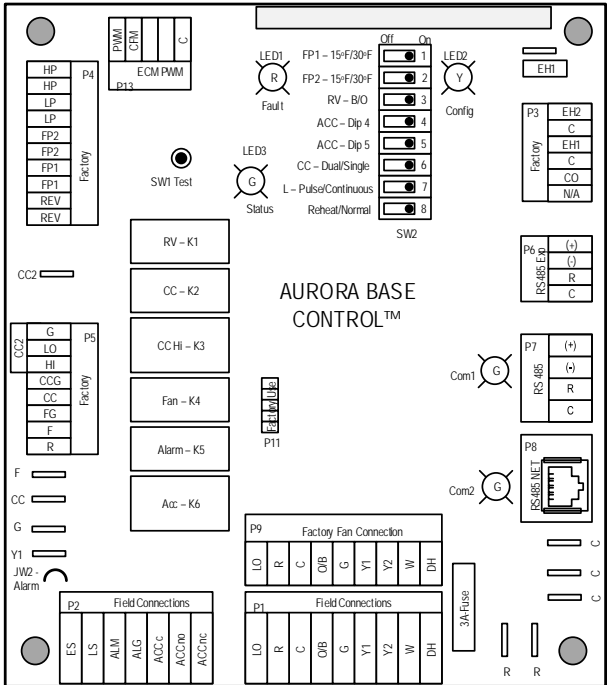 PWM
CFM
C
ECM PWM
P13
HP
HP
LP
LP
FP2
FP2
FP1
FP1
REV
REV
P4
Factory
SW1 Test
LED1
R
Fault
LED3
G
Status
Off On
FP1 – 15ºF/30ºF 1
FP2 – 15ºF/30ºF 2
RV – B/O 3
ACC – Dip 4 4
ACC – Dip 5 5
CC – Dual/Single 6
L – Pulse/Continuous 7
Reheat/Normal 8
SW2
LED2
Y
Config
EH1
P3
Factory
EH2
C
EH1
C
CO
N/A
P6
RS485 Exp
(+)
(-)
R
C
P7
RS 485
(+)
(-)
R
C
Com1
G
P8
RS485 NET
Com2
G
AURORA BASE
CONTROL™
RV – K1
CC – K2
CC Hi – K3
Fan – K4
Alarm – K5
Acc – K6
Factory Use
P11
CC2
CC2
G
LO
HI
CCG
CC
FG
F
R
P5
Factory
F
CC
G
Y1
JW2 -
Alarm
P9 Factory Fan Connection
LO R C O/B G Y1 Y2 W DH
P2 Field Connections
ES LS ALM ALG ACC c ACC no ACC nc
P1 Field Connections
LO R C O/B G Y1 Y2 W DH
3A-Fuse
C
C
C
R R